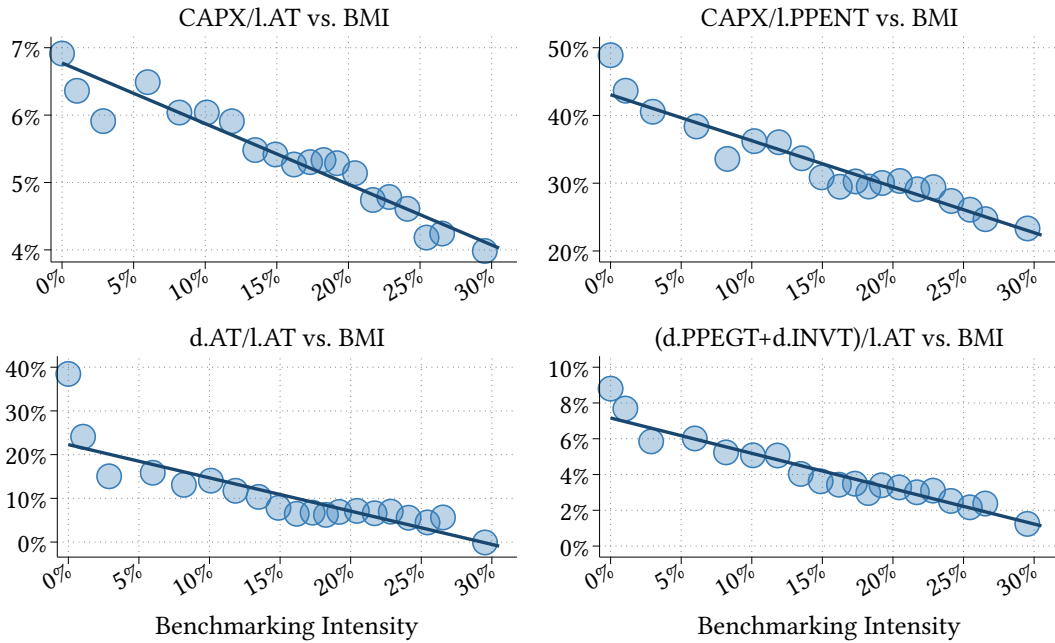 CAPX/l.AT vs. BMI
7%
6%
5%
4%
0% 5% 10% 15% 20% 25% 30%
CAPX/l.PPENT vs. BMI
50%
40%
30%
20%
0% 5% 10% 15% 20% 25% 30%
d.AT/l.AT vs. BMI
40%
30%
20%
10%
0%
0% 5% 10% 15% 20% 25% 30%
Benchmarking Intensity
(d.PPEGT+d.INVT)/l.AT vs. BMI
10%
8%
6%
4%
2%
0%
0% 5% 10% 15% 20% 25% 30%
Benchmarking Intensity